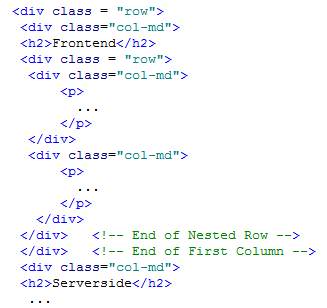 <div class = "row">
<div class="col-md">
<h2>Frontend</h2>
<div class = "row">
<div class="col-md">
<p>
...
</p>
</div>
<div class="col-md">
<p>
...
</p>
</div>
</div> <!-- End of Nested Row -->
</div> <!-- End of First Column -->
<div class="col-md">
<h2>Serverside</h2>
...